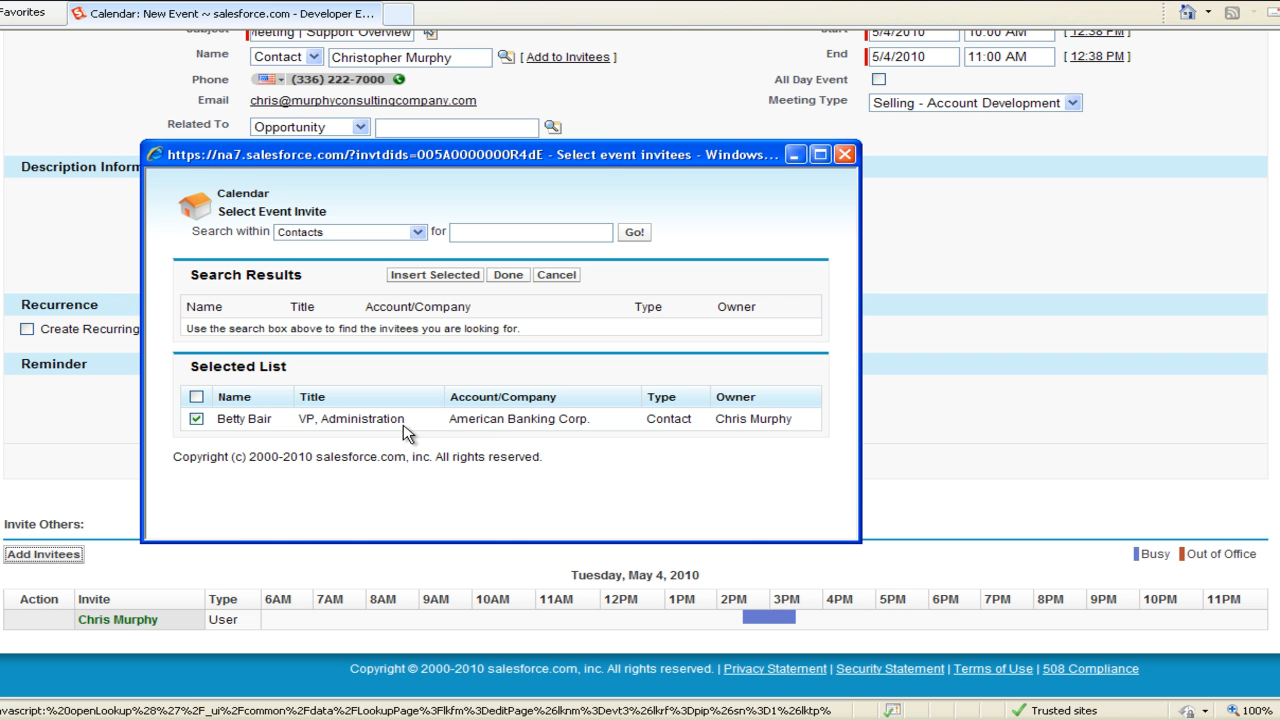 Favorites
Calendar: New Event ~ salesforce.com - Developer E...
Subject Meeting | Support Overview Start 5/4/2010 10:00 AM [ 12:38 PM ]
Name Contact Christopher Murphy [ Add to Invitees ] End 5/4/2010 11:00 AM [ 12:38 PM ]
Phone (336) 222-7000 All Day Event
Email chris@murphyconsultingcompany.com Meeting Type Selling - Account Development
Related To Opportunity
https://na7.salesforce.com/?invtdids=005A0000000R4dE - Select event invitees - Windows...
Description Inform
Calendar
Select Event Invite
Search within Contacts for Go!
Search Results Insert Selected Done Cancel
Name Title Account/Company Type Owner
Use the search box above to find the invitees you are looking for.
Recurrence
Create Recurring
Reminder
Selected List
Name Title Account/Company Type Owner
Betty Bair VP, Administration American Banking Corp. Contact Chris Murphy
Copyright (c) 2000-2010 salesforce.com, inc. All rights reserved.
Invite Others:
Add Invitees Busy Out of Office
Tuesday, May 4, 2010
Action Invite Type 6AM 7AM 8AM 9AM 10AM 11AM 12PM 1PM 2PM 3PM 4PM 5PM 6PM 7PM 8PM 9PM 10PM 11PM
Chris Murphy User
Copyright © 2000-2010 salesforce.com, inc. All rights reserved. | Privacy Statement | Security Statement | Terms of Use | 508 Compliance
vascript:%20openLookup%28%27%2F_ui%2Fcommon%2Fdata%2FLookupPage%3Flkfm%3DeditPage%26lknm%3Devt3%26lkrf%3Dpip%26sn%3D1%26lktp% Trusted sites 100%